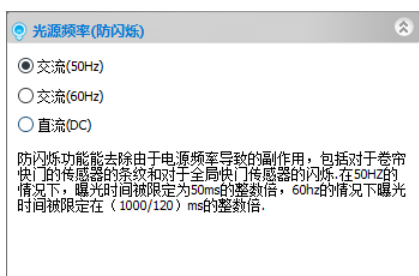 光源频率(防闪烁)
交流(50Hz)
交流(60Hz)
直流(DC)
防闪烁功能能去除由于电源频率导致的副作用，包括对于卷帘
快门的传感器的条纹和对于全局快门传感器的闪烁.在50HZ的
情况下，曝光时间被限定为50ms的整数倍，60hz的情况下曝光
时间被限定在（1000/120）ms的整数倍.